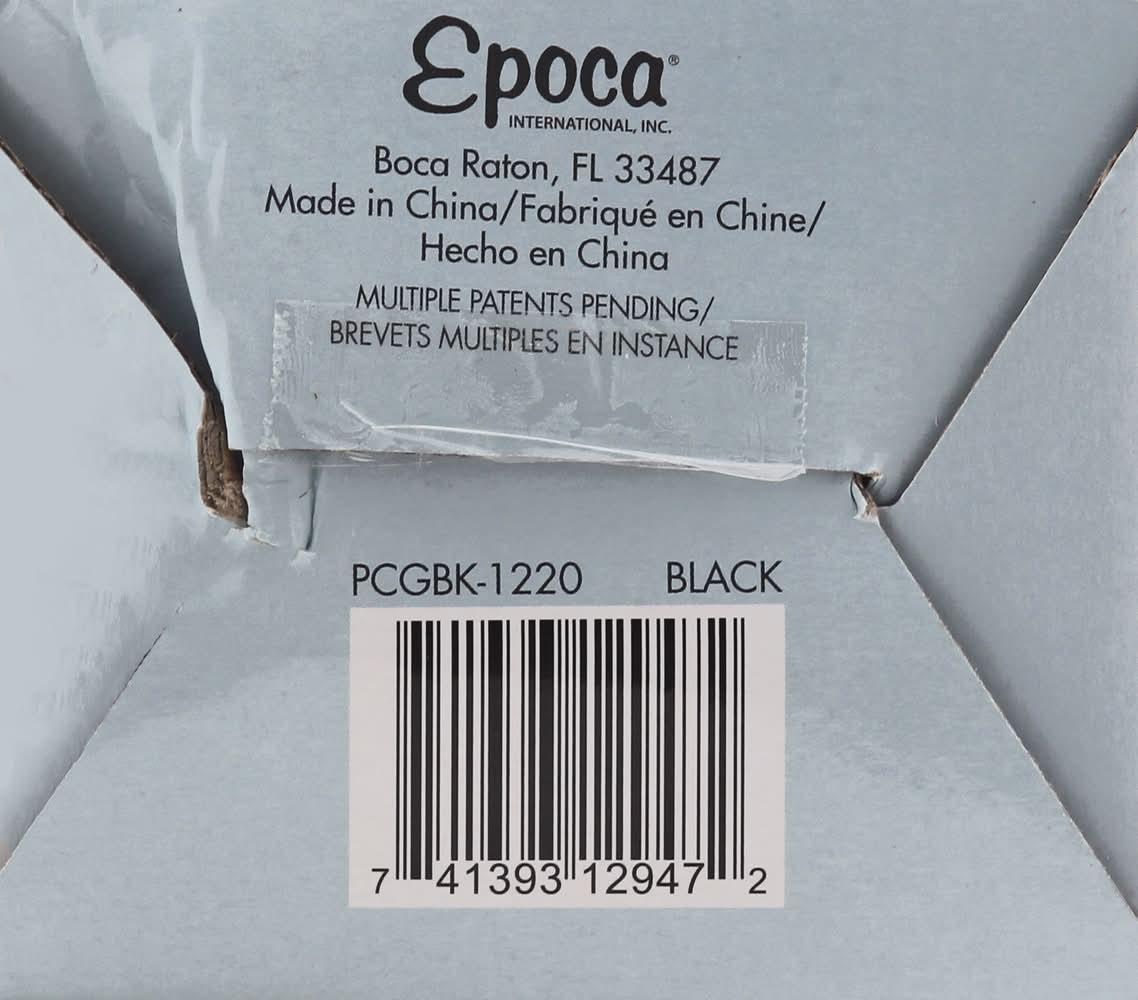 Epoca®
INTERNATIONAL, INC.
Boca Raton, FL 33487
Made in China/Fabriqué en Chine/
Hecho en China
MULTIPLE PATENTS PENDING/
BREVETS MULTIPLES EN INSTANCE
PCGBK-1220 BLACK
7 41393 12947 2